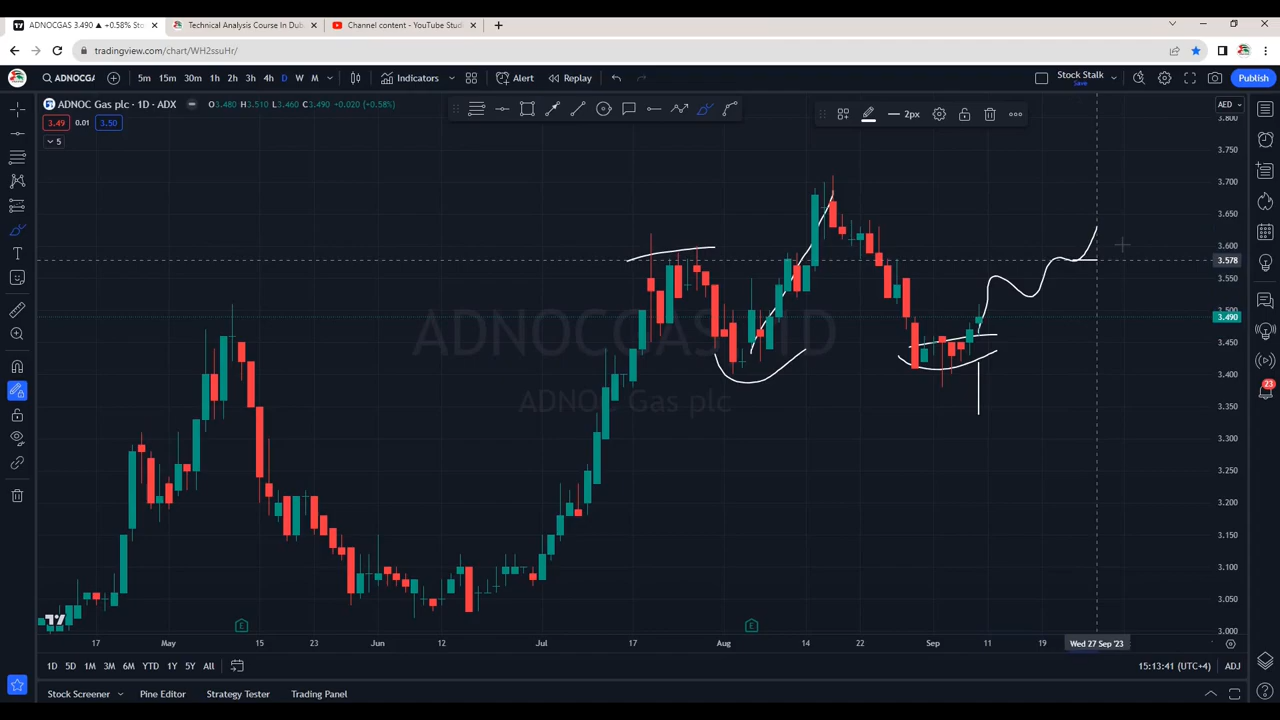 ADNOCGAS 3.490 ▲ +0.58% Sto
Technical Analysis Course In Dub
Channel content - YouTube Stud
tradingview.com/chart/WH2ssuHr/
ADNOCGA
5m 15m 30m 1h 2h 3h 4h D W M
Indicators
Alert
Replay
Stock Stalk
Save
Publish
ADNOC Gas plc · 1D · ADX
O3.480 H3.510 L3.460 C3.490 +0.020 (+0.58%)
AED
3.49 0.01 3.50
5
2px
3.800
3.750
3.700
3.650
3.600
3.578
3.550
3.500
3.490
3.450
3.400
3.350
3.300
3.250
3.200
3.150
3.100
3.050
3.000
ADNOCGAS, 1D
ADNOC Gas plc
23
E
E
17 May 15 23 Jun 12 Jul 17 Aug 14 22 Sep 11 19 Wed 27 Sep '23
1D 5D 1M 3M 6M YTD 1Y 5Y All
15:13:41 (UTC+4)
ADJ
Stock Screener
Pine Editor
Strategy Tester
Trading Panel